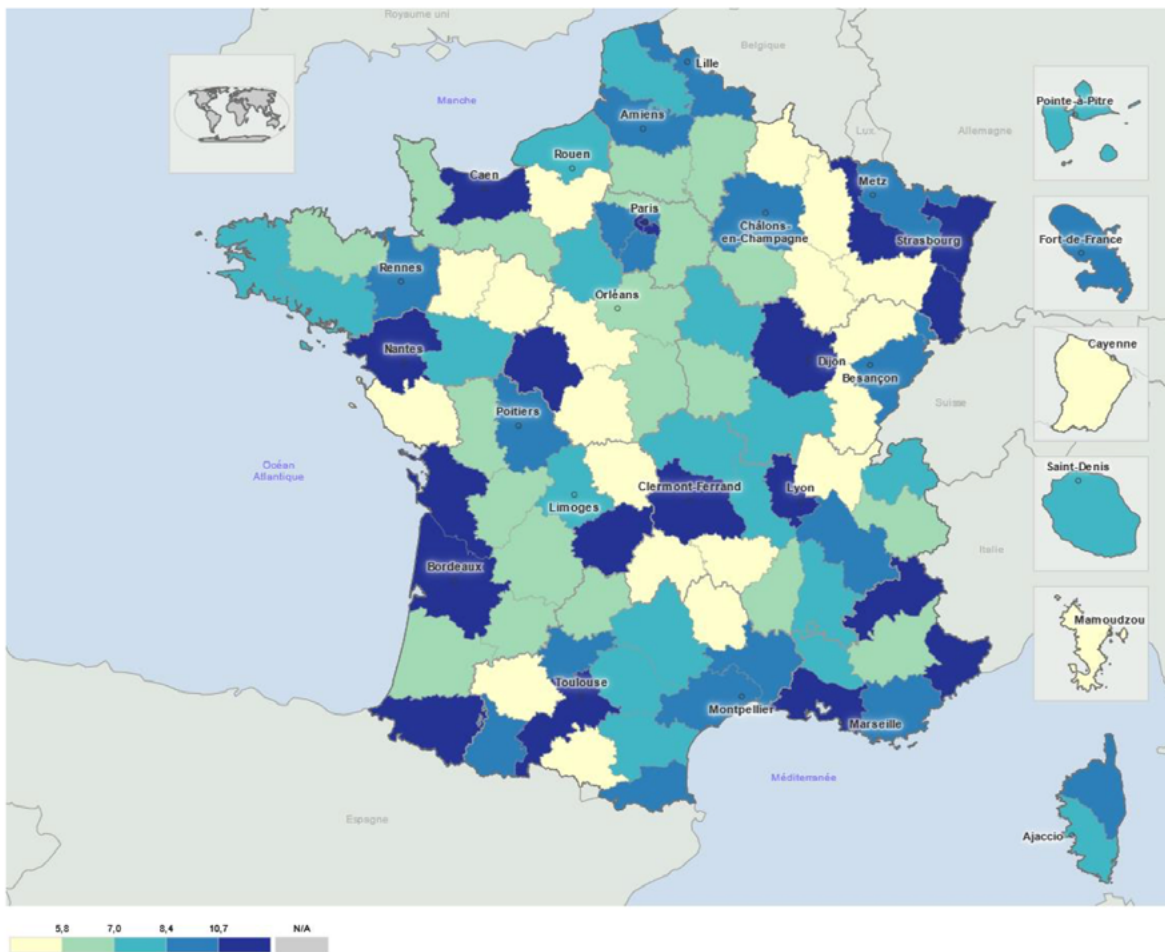 Royaume uni
Belgique
Lille
Manche
Pointe-à-Pitre
Amiens
Lux.
Allemagne
Rouen
Caen
Metz
Paris
Châlons-
en-Champagne
Strasbourg
Fort-de-France
Rennes
Orléans
Nantes
Dijon
Besançon
Cayenne
Poitiers
Suisse
Océan
Atlantique
Saint-Denis
Clermont-Ferrand
Lyon
Limoges
Italie
Bordeaux
Mamoudzou
Toulouse
Montpellier
Marseille
Méditerranée
Espagne
Ajaccio
5,8 7,0 8,4 10,7 N/A